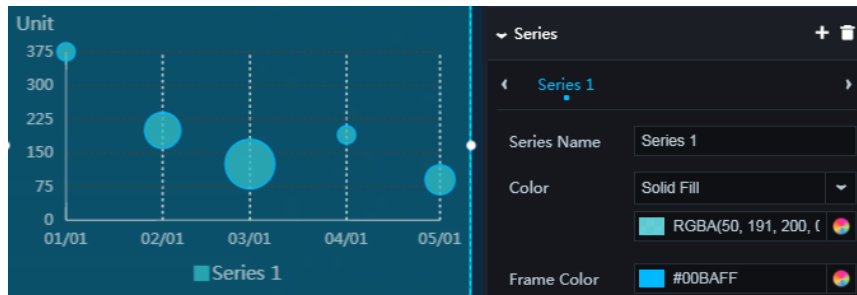 Unit
375
300
225
150
75
0
01/01 02/01 03/01 04/01 05/01
Series 1
Series
Series 1
Series Name Series 1
Color Solid Fill
RGBA(50, 191, 200, (
Frame Color #00BAFF